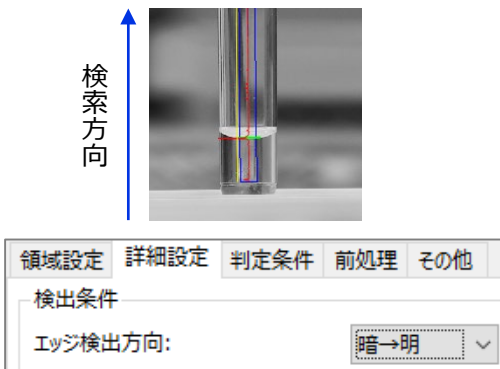 検索方向
領域設定 詳細設定 判定条件 前処理 その他
検出条件
エッジ検出方向: 暗→明